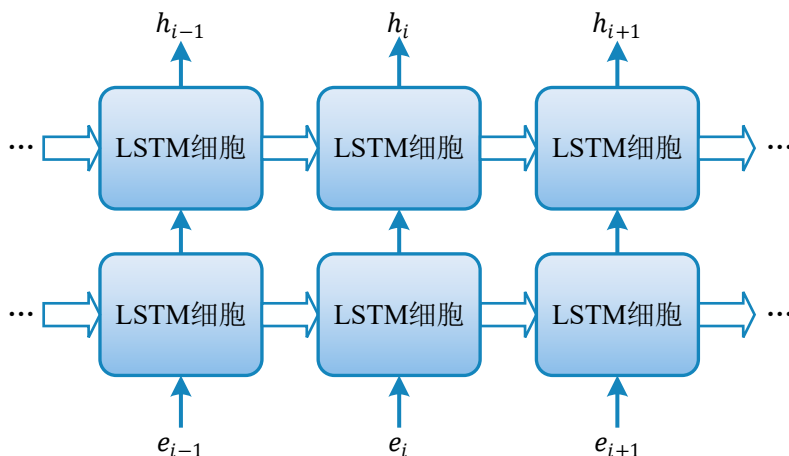 h_{i−1} h_i h_{i+1}
... LSTM细胞 LSTM细胞 LSTM细胞 ...
... LSTM细胞 LSTM细胞 LSTM细胞 ...
e_{i−1} e_i e_{i+1}